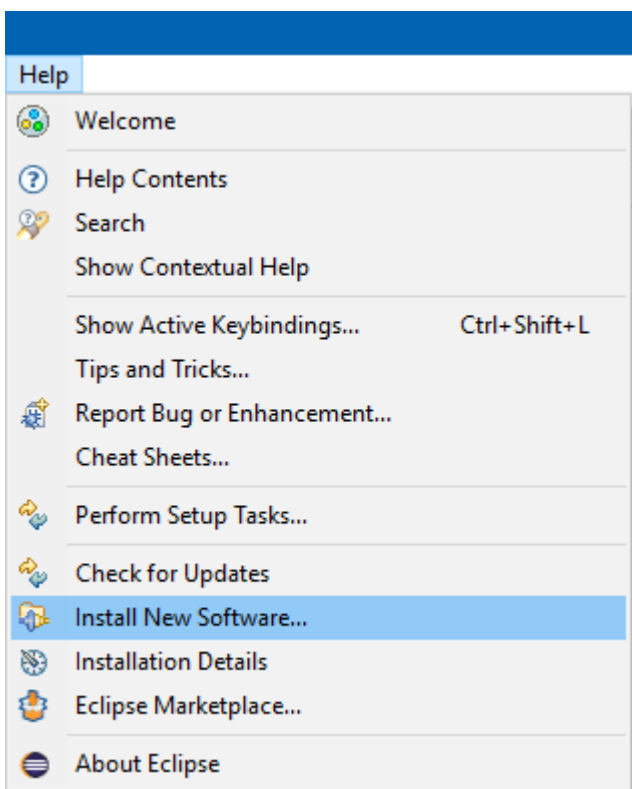 Help
Welcome
Help Contents
Search
Show Contextual Help
Show Active Keybindings... Ctrl+Shift+L
Tips and Tricks...
Report Bug or Enhancement...
Cheat Sheets...
Perform Setup Tasks...
Check for Updates
Install New Software...
Installation Details
Eclipse Marketplace...
About Eclipse